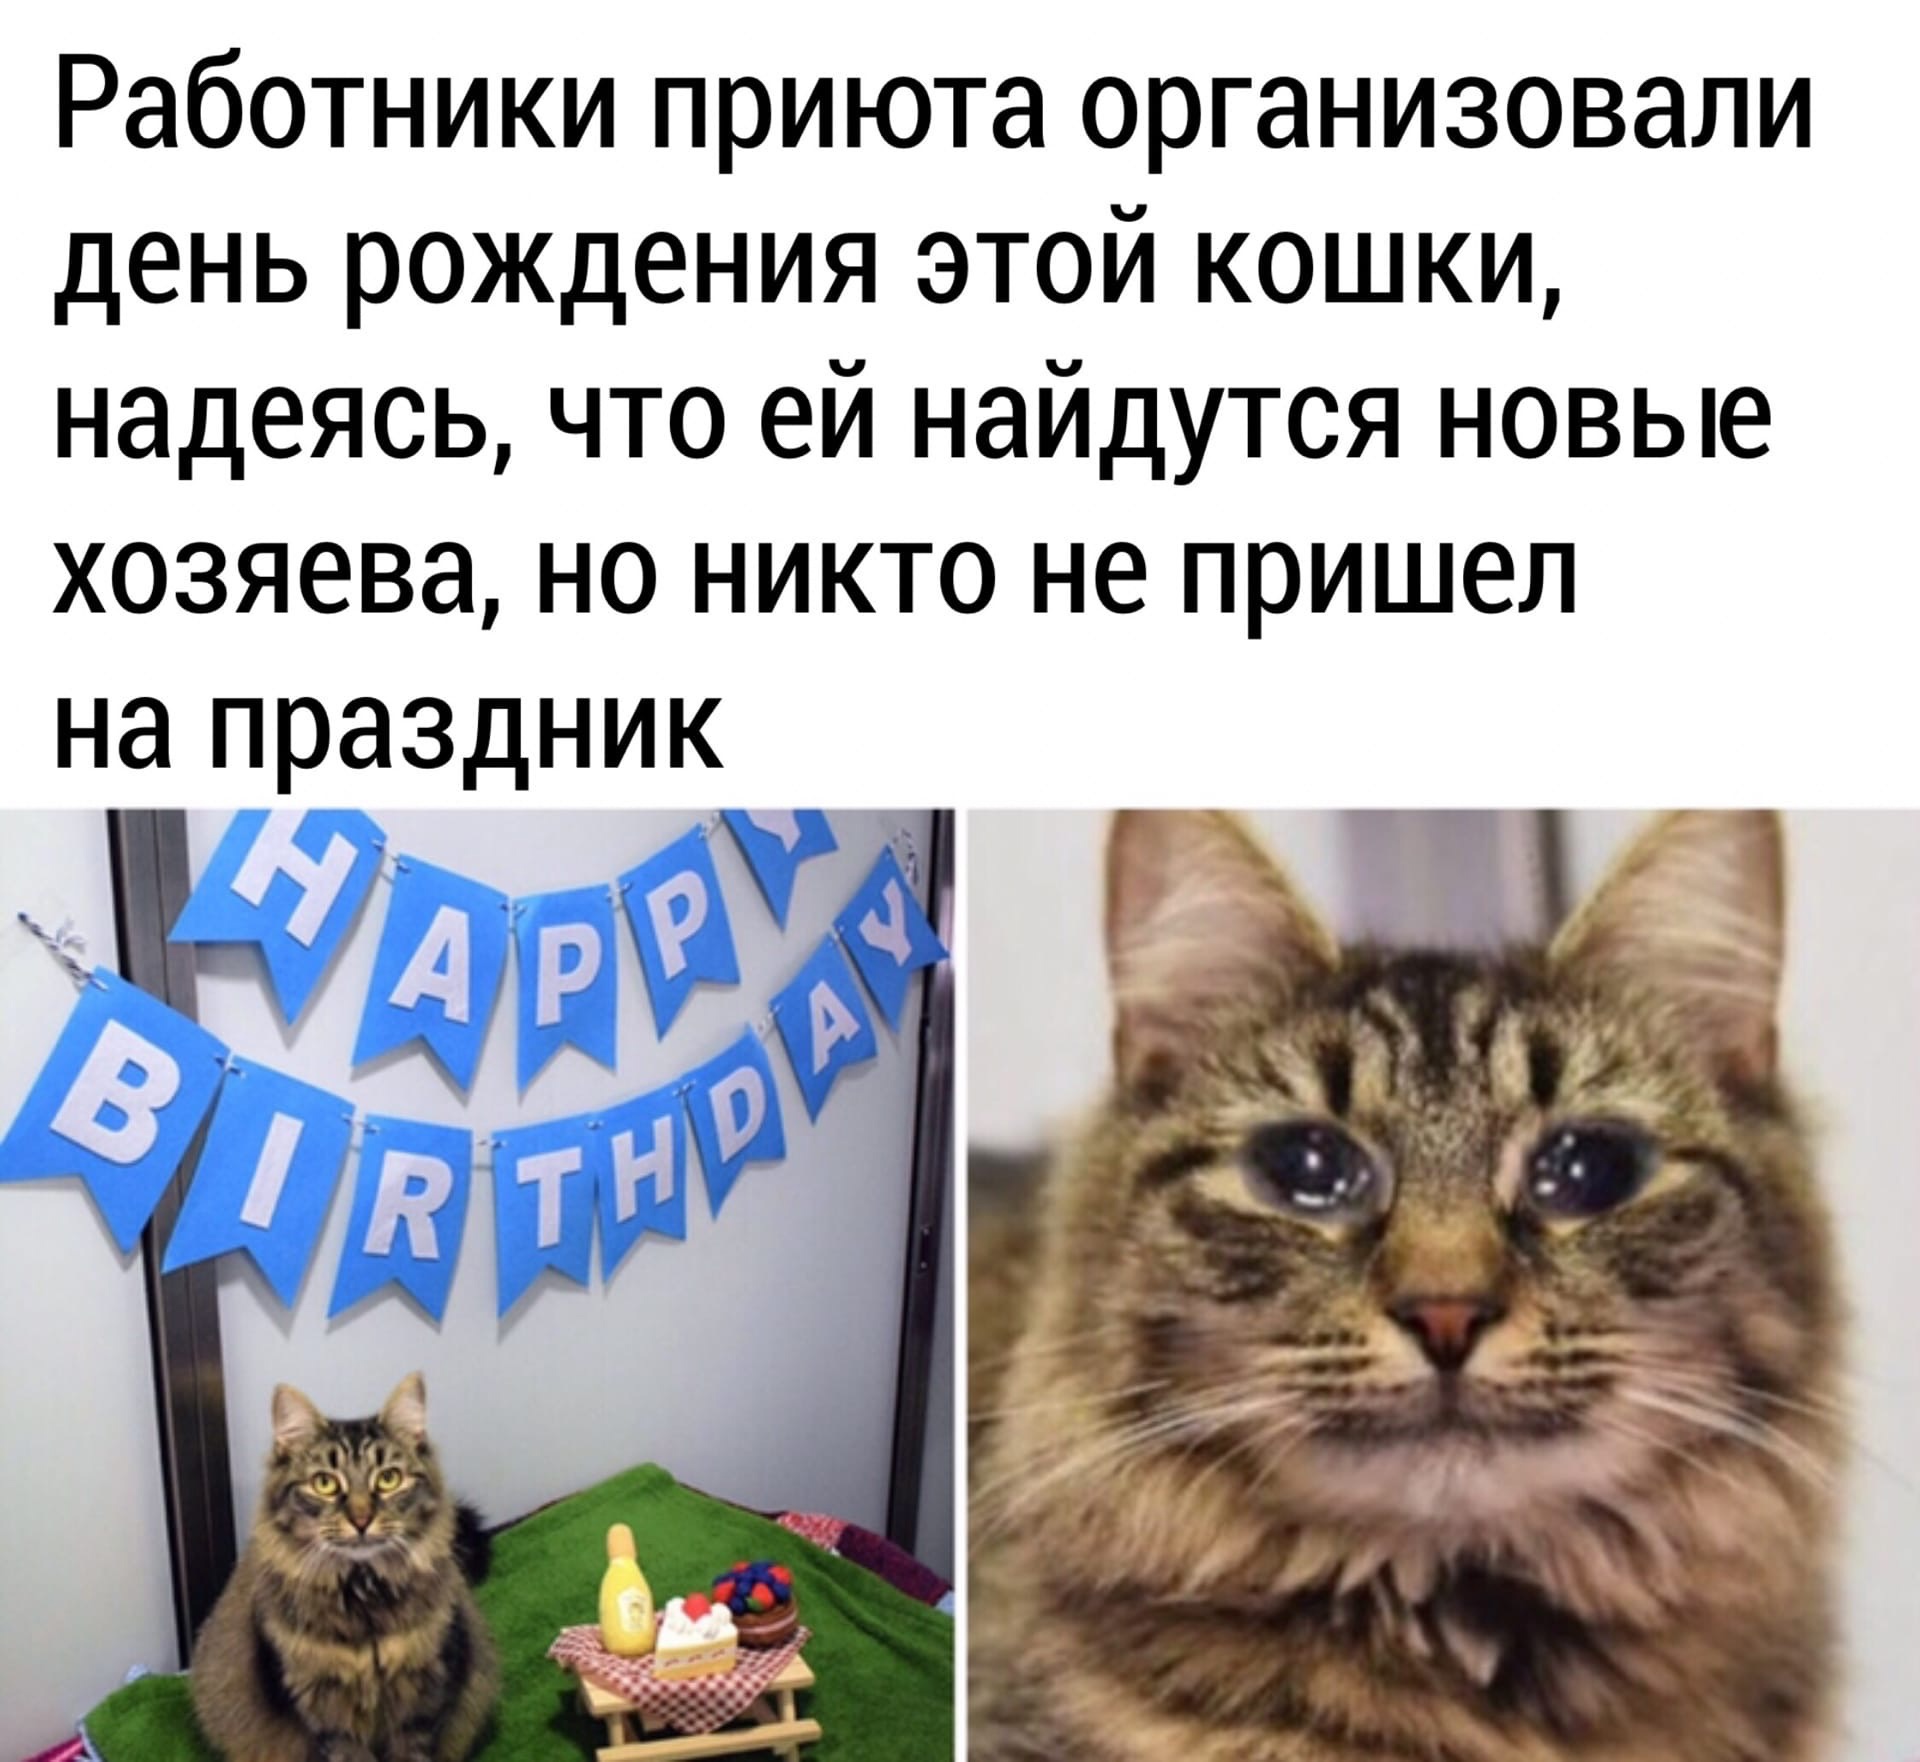 Работники приюта организовали
день рождения этой кошки,
надеясь, что ей найдутся новые
хозяева, но никто не пришел
на праздник
HAPPY
BIRTHDAY